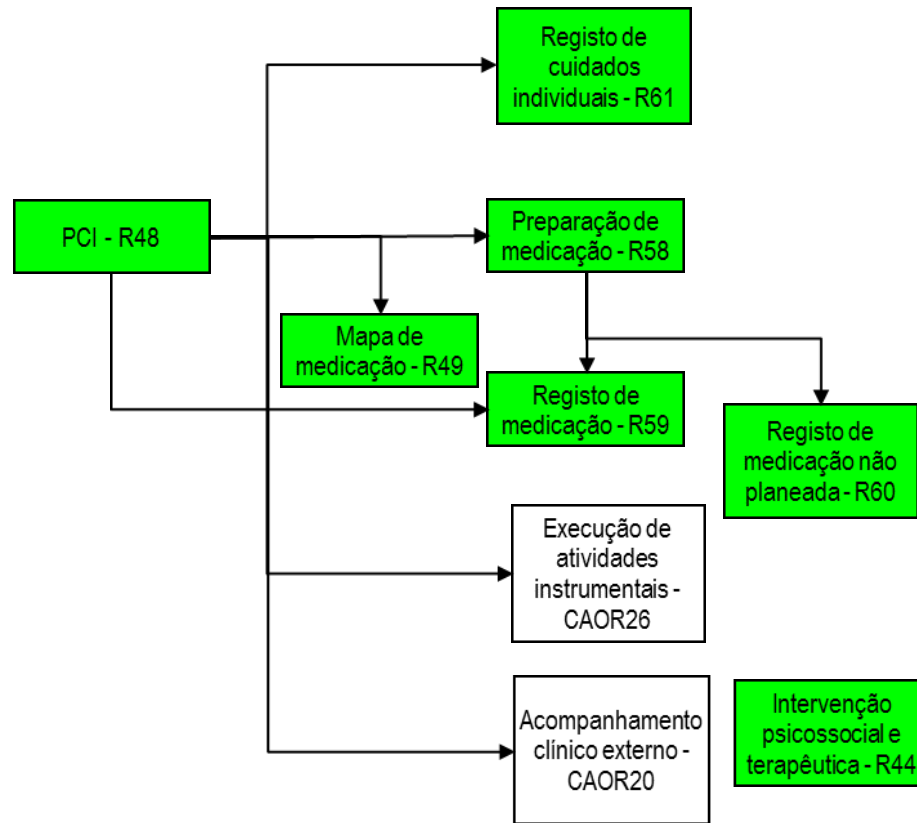 Registo de
cuidados
individuais - R61
PCI - R48
Preparação de
medicação - R58
Mapa de
medicação - R49
Registo de
medicação - R59
Registo de
medicação não
planeada - R60
Execução de
atividades
instrumentais -
CAOR26
Acompanhamento
clínico externo -
CAOR20
Intervenção
psicossocial e
terapêutica - R44